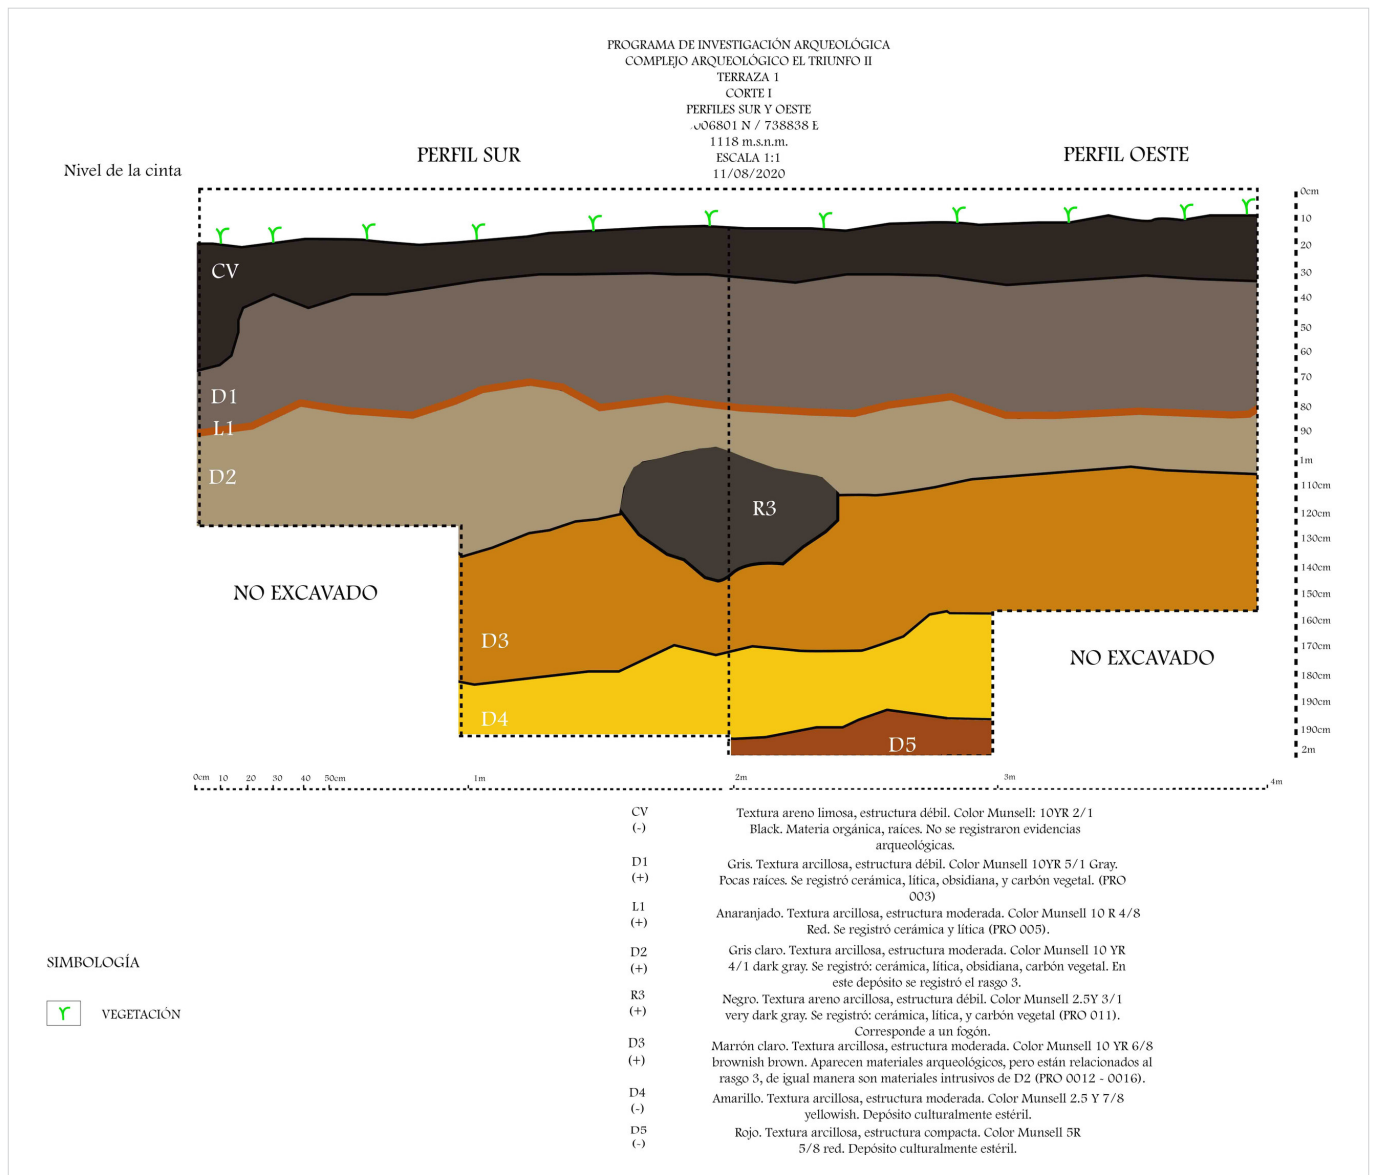 PROGRAMA DE INVESTIGACIÓN ARQUEOLÓGICA
COMPLEJO ARQUEOLÓGICO EL TRIUNFO II
TERRAZA 1
CORTE I
PERFILES SUR Y OESTE
006801 N / 738838 E
1118 m.s.n.m.
ESCALA 1:1
11/08/2020
PERFIL SUR
PERFIL OESTE
Nivel de la cinta
0cm
10
20
30
40
50
60
70
80
90
1m
110cm
120cm
130cm
140cm
150cm
160cm
170cm
180cm
190cm
190cm
2m
CV
D1
L1
D2
R3
NO EXCAVADO
D3
NO EXCAVADO
D4
D5
0cm 10 20 30 40 50cm 1m 2m 3m 4m
CV
(-)
Textura areno limosa, estructura débil. Color Munsell: 10YR 2/1
Black. Materia orgánica, raíces. No se registraron evidencias
arqueológicas.
D1
(+)
Gris. Textura arcillosa, estructura débil. Color Munsell 10YR 5/1 Gray.
Pocas raíces. Se registró cerámica, lítica, obsidiana, y carbón vegetal. (PRO
003)
L1
(+)
Anaranjado. Textura arcillosa, estructura moderada. Color Munsell 10 R 4/8
Red. Se registró cerámica y lítica (PRO 005).
D2
(+)
Gris claro. Textura arcillosa, estructura moderada. Color Munsell 10 YR
4/1 dark gray. Se registró: cerámica, lítica, obsidiana, carbón vegetal. En
este depósito se registró el rasgo 3.
R3
(+)
Negro. Textura areno arcillosa, estructura débil. Color Munsell 2.5Y 3/1
very dark gray. Se registró: cerámica, lítica, y carbón vegetal (PRO 011).
Corresponde a un fogón.
D3
(+)
Marrón claro. Textura arcillosa, estructura moderada. Color Munsell 10 YR 6/8
brownish brown. Aparecen materiales arqueológicos, pero están relacionados al
rasgo 3, de igual manera son materiales intrusivos de D2 (PRO 0012 - 0016).
D4
(-)
Amarillo. Textura arcillosa, estructura moderada. Color Munsell 2.5 Y 7/8
yellowish. Depósito culturalmente estéril.
D5
(-)
Rojo. Textura arcillosa, estructura compacta. Color Munsell 5R
5/8 red. Depósito culturalmente estéril.
SIMBOLOGÍA
VEGETACIÓN